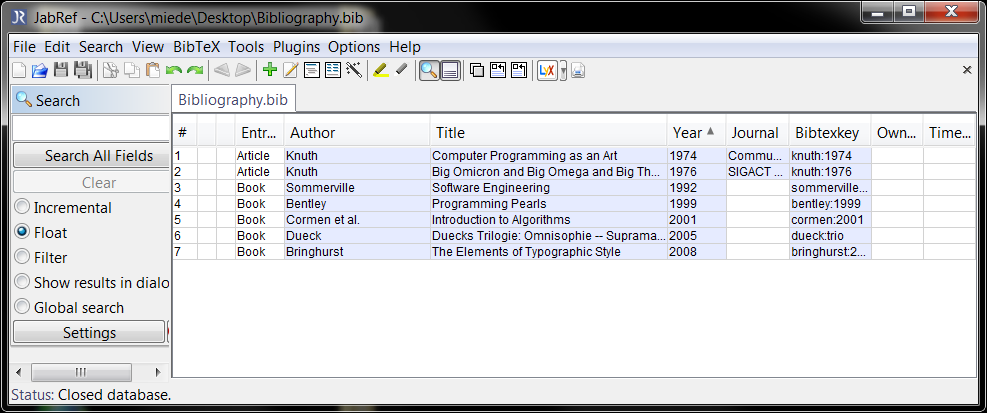 JabRef - C:\Users\miede\Desktop\Bibliography.bib
File Edit Search View BibTeX Tools Plugins Options Help
Search
Bibliography.bib
# Entr... Author Title Year Journal Bibtexkey Own... Time...
1 Article Knuth Computer Programming as an Art 1974 Commu... knuth:1974
2 Article Knuth Big Omicron and Big Omega and Big Th... 1976 SIGACT ... knuth:1976
3 Book Sommerville Software Engineering 1992 sommerville...
4 Book Bentley Programming Pearls 1999 bentley:1999
5 Book Cormen et al. Introduction to Algorithms 2001 cormen:2001
6 Book Dueck Duecks Trilogie: Omnisophie -- Suprama... 2005 dueck:trio
7 Book Bringhurst The Elements of Typographic Style 2008 bringhurst:2...
Search All Fields
Clear
Incremental
Float
Filter
Show results in dialo
Global search
Settings
Status: Closed database.